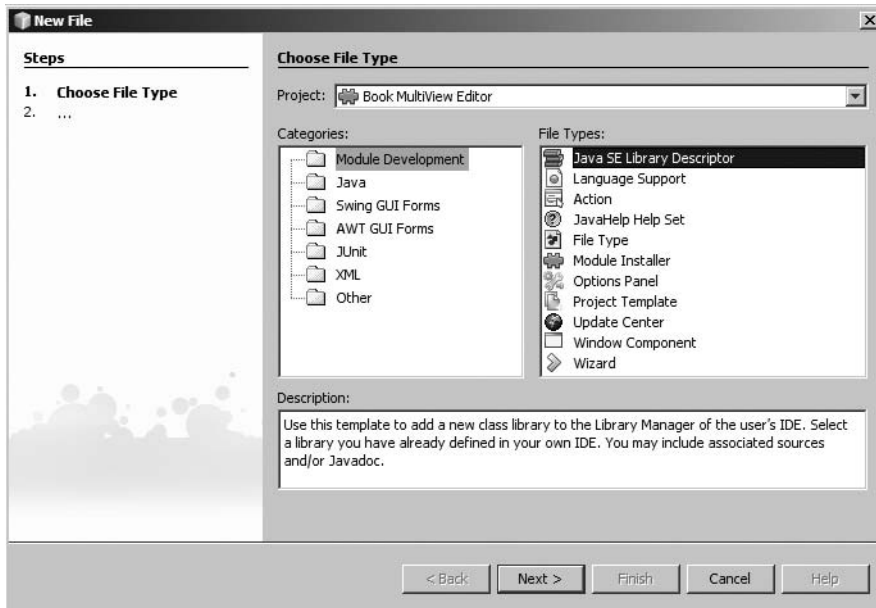 New File
Steps
1. Choose File Type
2. ...
Choose File Type
Project: Book MultiView Editor
Categories:
Module Development
Java
Swing GUI Forms
AWT GUI Forms
JUnit
XML
Other
File Types:
Java SE Library Descriptor
Language Support
Action
JavaHelp Help Set
File Type
Module Installer
Options Panel
Project Template
Update Center
Window Component
Wizard
Description:
Use this template to add a new class library to the Library Manager of the user's IDE. Select
a library you have already defined in your own IDE. You may include associated sources
and/or Javadoc.
< Back
Next >
Finish
Cancel
Help